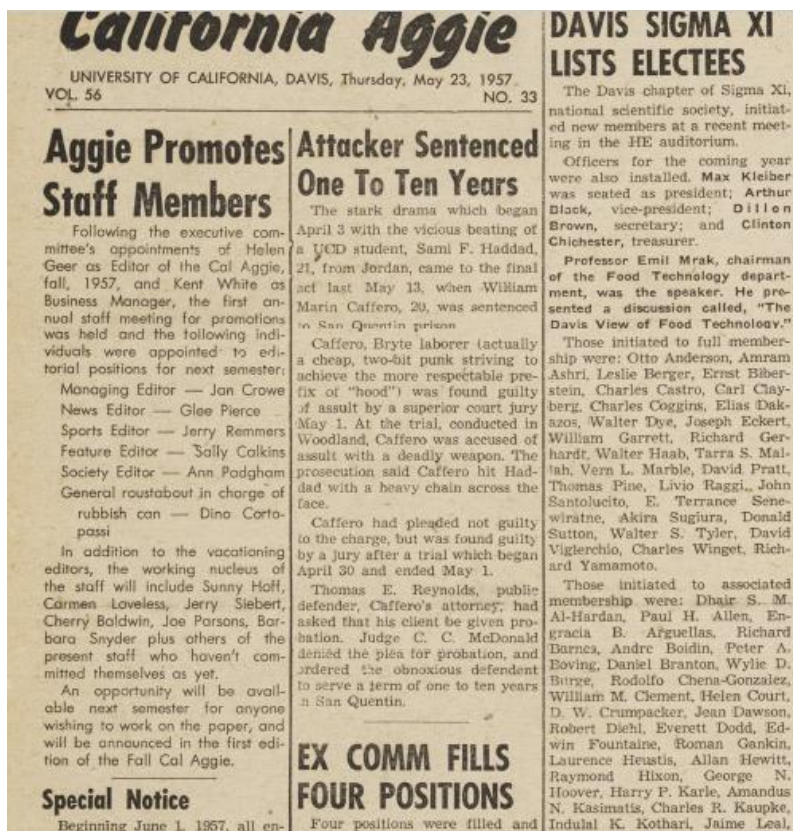 California Aggie
UNIVERSITY OF CALIFORNIA, DAVIS, Thursday, May 23, 1957
VOL. 56
NO. 33
Aggie Promotes
Staff Members
Following the executive com-
mittee's appointments of Helen
Geer as Editor of the Cal Aggie,
fall, 1957, and Kent White as
Business Manager, the first an-
nual staff meeting for promotions
was held and the following indi-
viduals were appointed to edi-
torial positions for next semester:
Managing Editor — Jan Crowe
News Editor — Glee Pierce
Sports Editor — Jerry Remmers
Feature Editor — Sally Calkins
Society Editor — Ann Padgham
General roustabout in charge of
rubbish can — Dino Corto-
passi
In addition to the vacationing
editors, the working nucleus of
the staff will include Sunny Hoff,
Carmen Loveless, Jerry Siebert,
Cherry Baldwin, Joe Parsons, Bar-
bara Snyder plus others of the
present staff who haven't com-
mitted themselves as yet.
An opportunity will be avail-
able next semester for anyone
wishing to work on the paper, and
will be announced in the first edi-
tion of the Fall Cal Aggie.
Special Notice
Beginning June 1, 1957, all en-
Attacker Sentenced
One To Ten Years
The stark drama which began
April 3 with the vicious beating of
a UCD student, Sami F. Haddad,
21, from Jordan, came to the final
act last May 13, when William
Marin Caffero, 20, was sentenced
to San Quentin prison
Caffero, Bryte laborer (actually
a cheap, two-bit punk striving to
achieve the more respectable pre-
fix of "hood") was found guilty
of assult by a superior court jury
May 1. At the trial, conducted in
Woodland, Caffero was accused of
assult with a deadly weapon. The
prosecution said Caffero hit Had-
dad with a heavy chain across the
face.
Caffero had pleaded not guilty
to the charge, but was found guilty
by a jury after a trial which began
April 30 and ended May 1.
Thomas E. Reynolds, public
defender, Caffero's attorney, had
asked that his client be given pro-
bation. Judge C. C. McDonald
denied the plea for probation, and
ordered the obnoxious defendent
to serve a term of one to ten years
in San Quentin.
EX COMM FILLS
FOUR POSITIONS
Four positions were filled and
DAVIS SIGMA XI
LISTS ELECTEES
The Davis chapter of Sigma Xi,
national scientific society, initiat-
ed new members at a recent meet-
ing in the HE auditorium.
Officers for the coming year
were also installed. Max Kleiber
was seated as president; Arthur
Black, vice-president; Dillon
Brown, secretary; and Clinton
Chichester, treasurer.
Professor Emil Mrak, chairman
of the Food Technology depart-
ment, was the speaker. He pre-
sented a discussion called, "The
Davis View of Food Technology."
Those initiated to full member-
ship were: Otto Anderson, Amram
Ashri, Leslie Berger, Ernst Biber-
stein, Charles Castro, Carl Clay-
berg, Charles Coggins, Elias Dak-
azos, Walter Dye, Joseph Eckert,
William Garrett, Richard Ger-
hardt, Walter Haab, Tarra S. Mal-
lah, Vern L. Marble, David Pratt,
Thomas Pine, Livio Raggi, John
Santolucito, E. Terrance Sene-
wiratne, Akira Sugiura, Donald
Sutton, Walter S. Tyler, David
Viglerchio, Charles Winget, Rich-
ard Yamamoto.
Those initiated to associated
membership were: Dhair S. M.
Al-Hardan, Paul H. Allen, En-
gracia B. Arguellas, Richard
Barnes, Andre Boidin, Peter A.
Boving, Daniel Branton, Wylie D.
Burge, Rodolfo Chena-Gonzalez,
William M. Clement, Helen Court,
D. W. Crumpacker, Jean Dawson,
Robert Diehl, Everett Dodd, Ed-
win Fountaine, Roman Gankin,
Laurence Heustis, Allan Hewitt,
Raymond Hixon, George N.
Hoover, Harry P. Karle, Amandus
N. Kasimatis, Charles R. Kaupke,
Indulal K. Kothari, Jaime Leal,